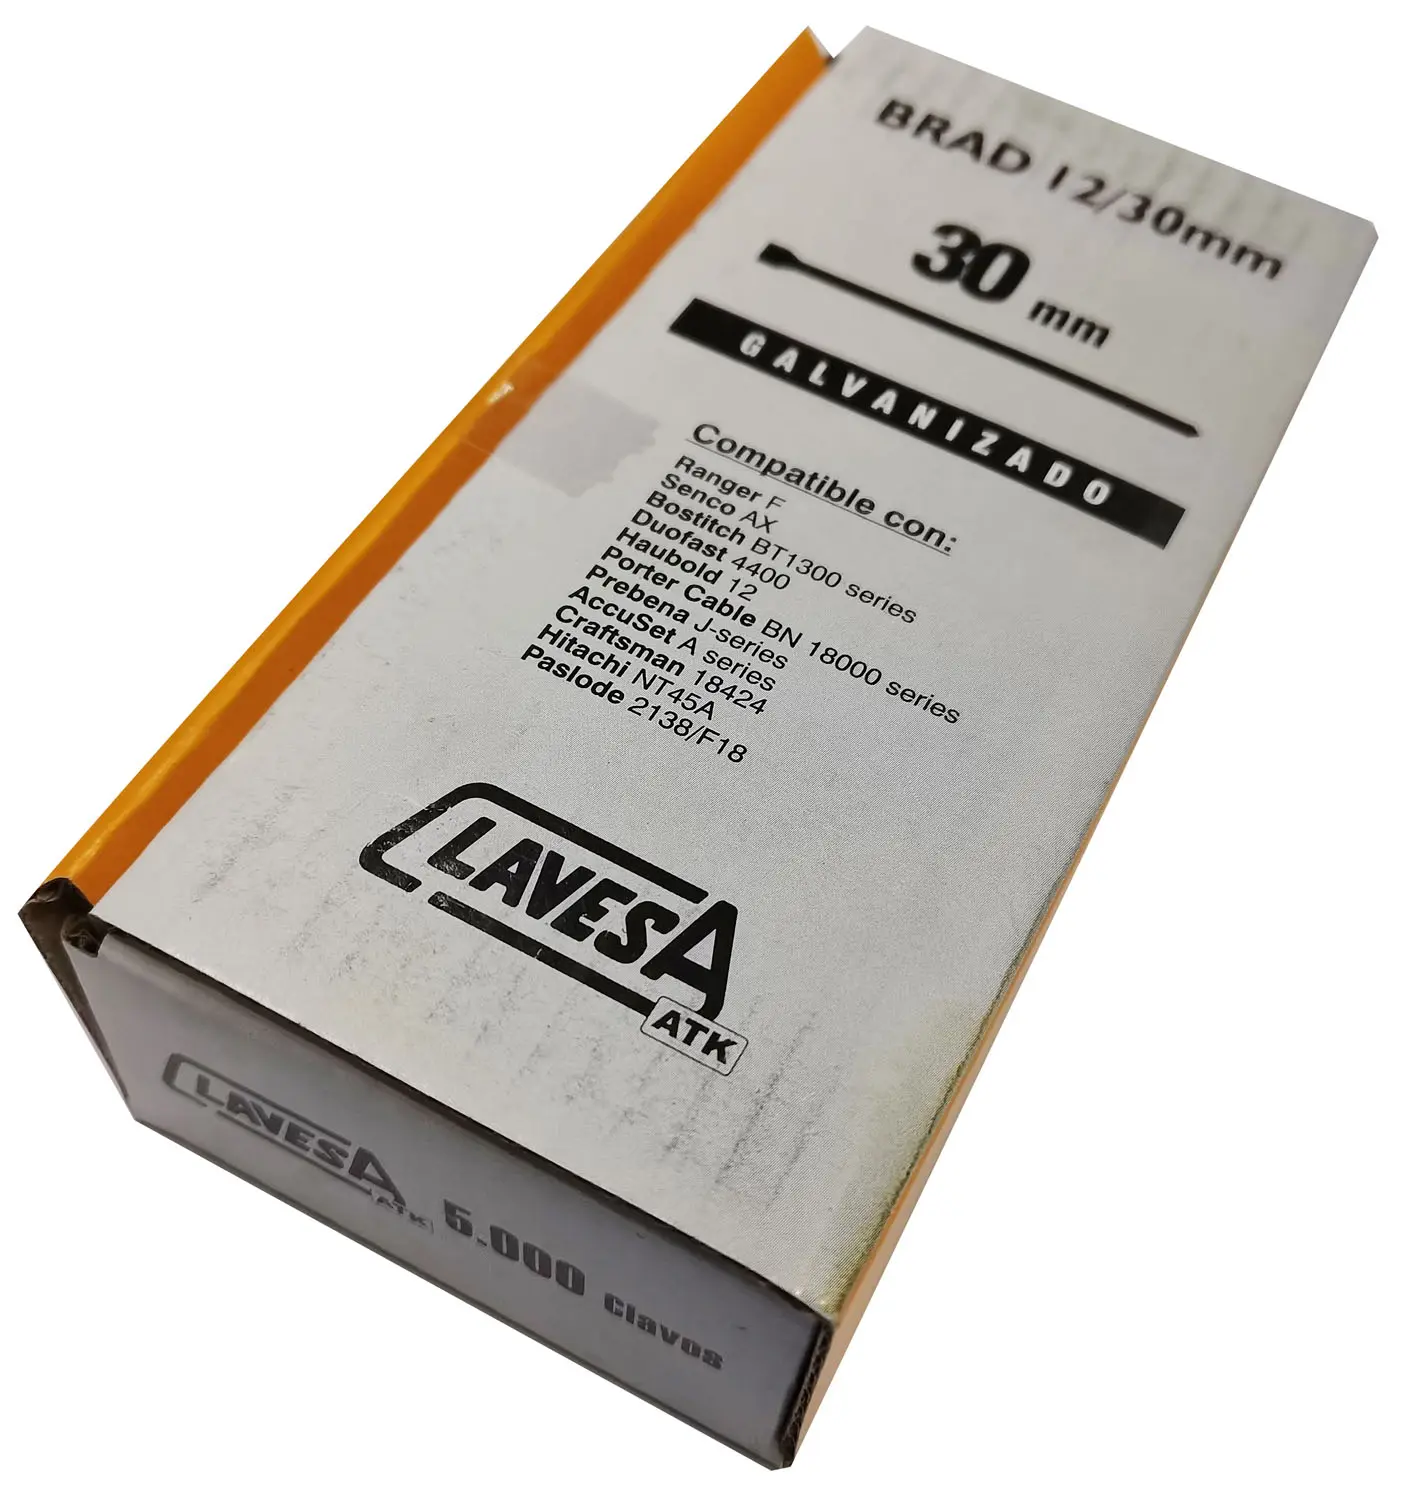 BRAD 12/30mm
30 mm
GALVANIZADO
Compatible con:
Ranger F
Senco AX
Bostitch BT1300 series
Duofast 4400
Haubold 12
Porter Cable BN 18000 series
Prebena J-series
AccuSet A series
Craftsman 18424
Hitachi NT45A
Paslode 2138/F18
CLAVESA
ATK
CLAVESA
ATK
5.000 clavos